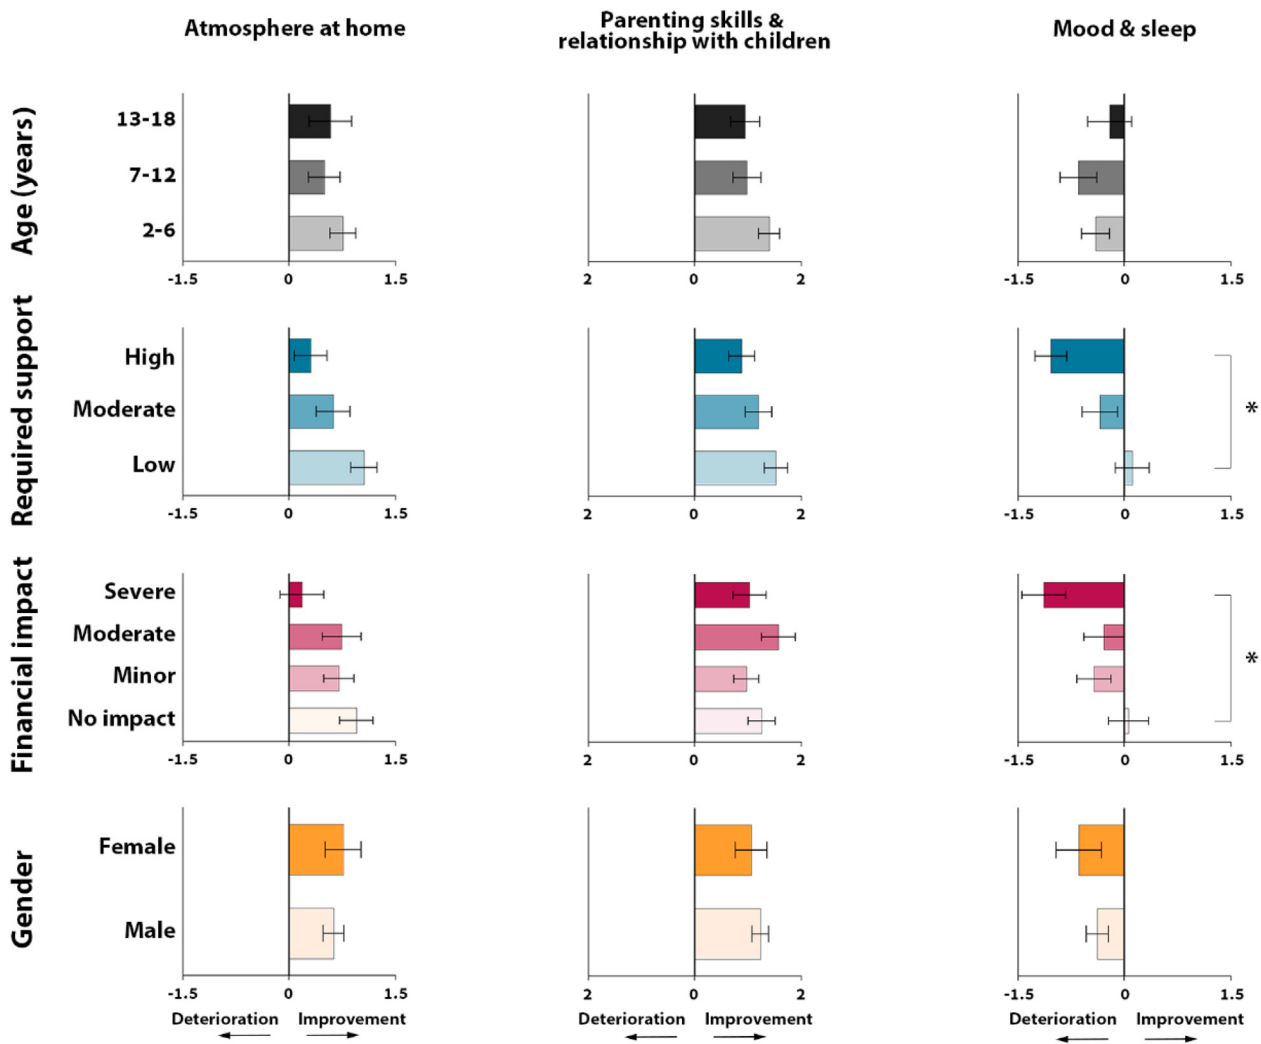 Atmosphere at home
Parenting skills &
relationship with children
Mood & sleep
Age (years)
13-18
7-12
2-6
-1.5 0 1.5
2 0 2
-1.5 0 1.5
Required support
High
Moderate
Low
*
-1.5 0 1.5
2 0 2
-1.5 0 1.5
Financial impact
Severe
Moderate
Minor
No impact
*
-1.5 0 1.5
2 0 2
-1.5 0 1.5
Gender
Female
Male
-1.5 0 1.5
2 0 2
-1.5 0 1.5
Deterioration Improvement
Deterioration Improvement
Deterioration Improvement